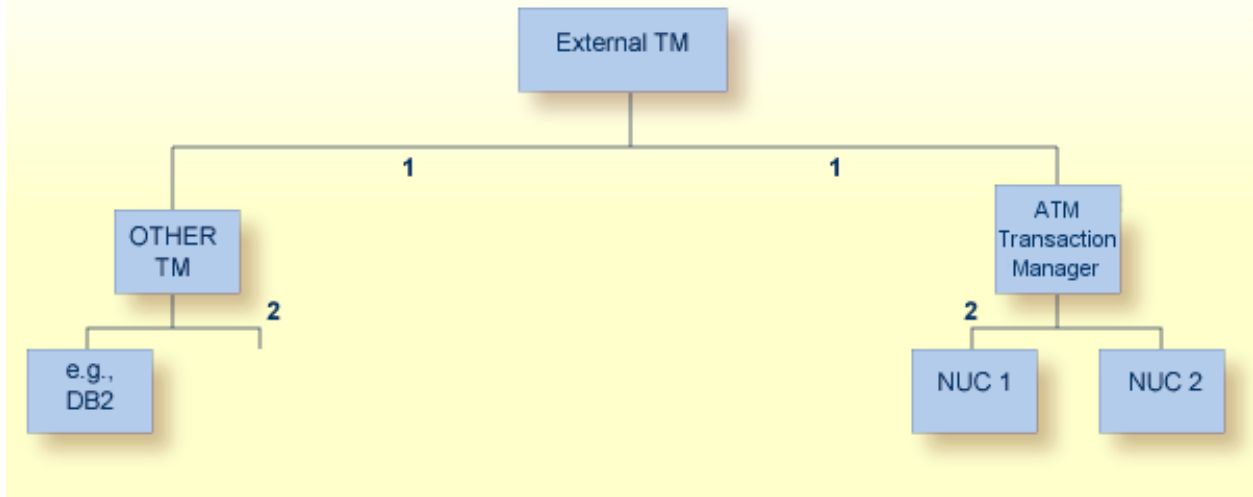 External TM
1
1
OTHER
TM
ATM
Transaction
Manager
2
2
e.g.,
DB2
NUC 1
NUC 2